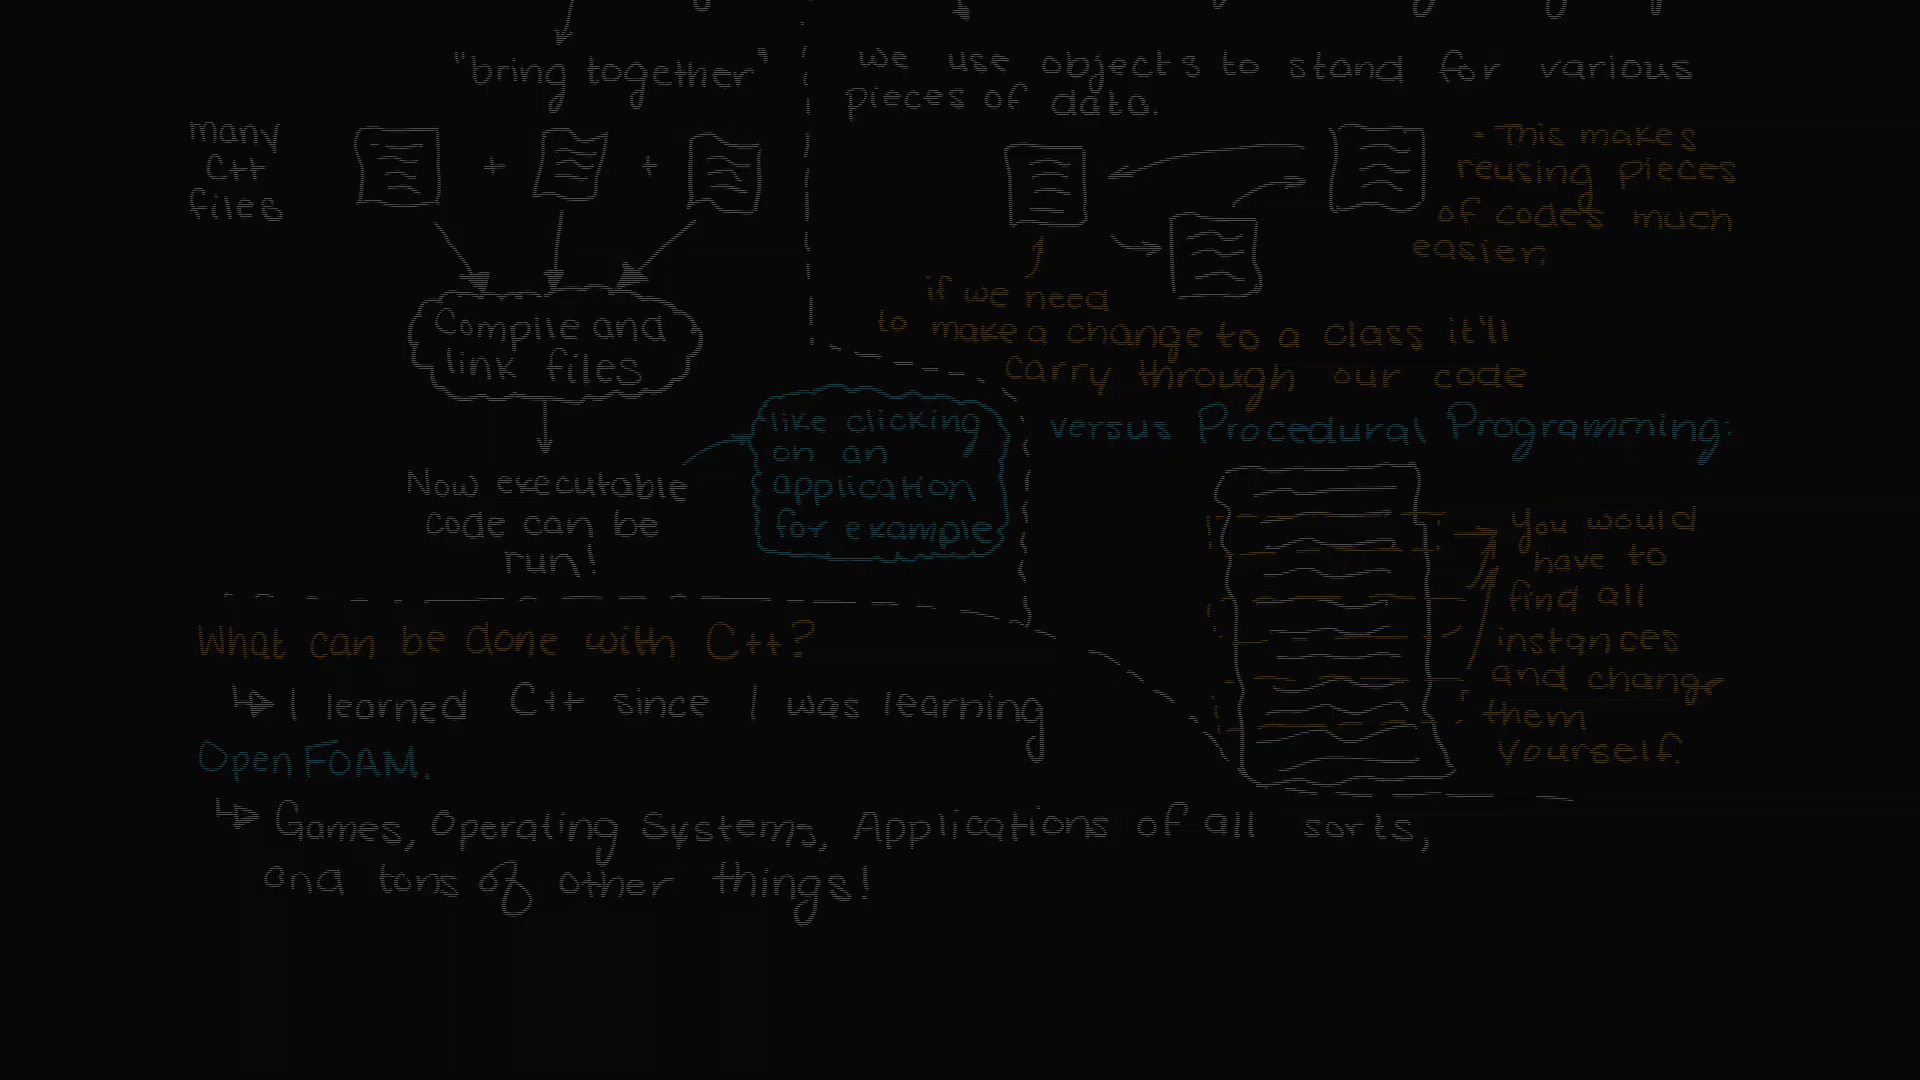 "bring together"
many
C++
files
+ +
Compile and
link files
Now executable
code can be
run!
like clicking
on an
application
for example
we use objects to stand for various
pieces of data.
- This makes
reusing pieces
of codes much
easier.
if we need
to make a change to a class it'll
carry through our code
versus Procedural Programming:
You would
have to
find all
instances
and change
them
yourself.
What can be done with C++?
I learned C++ since I was learning
OpenFOAM.
Games, Operating Systems, Applications of all sorts,
and tons of other things!